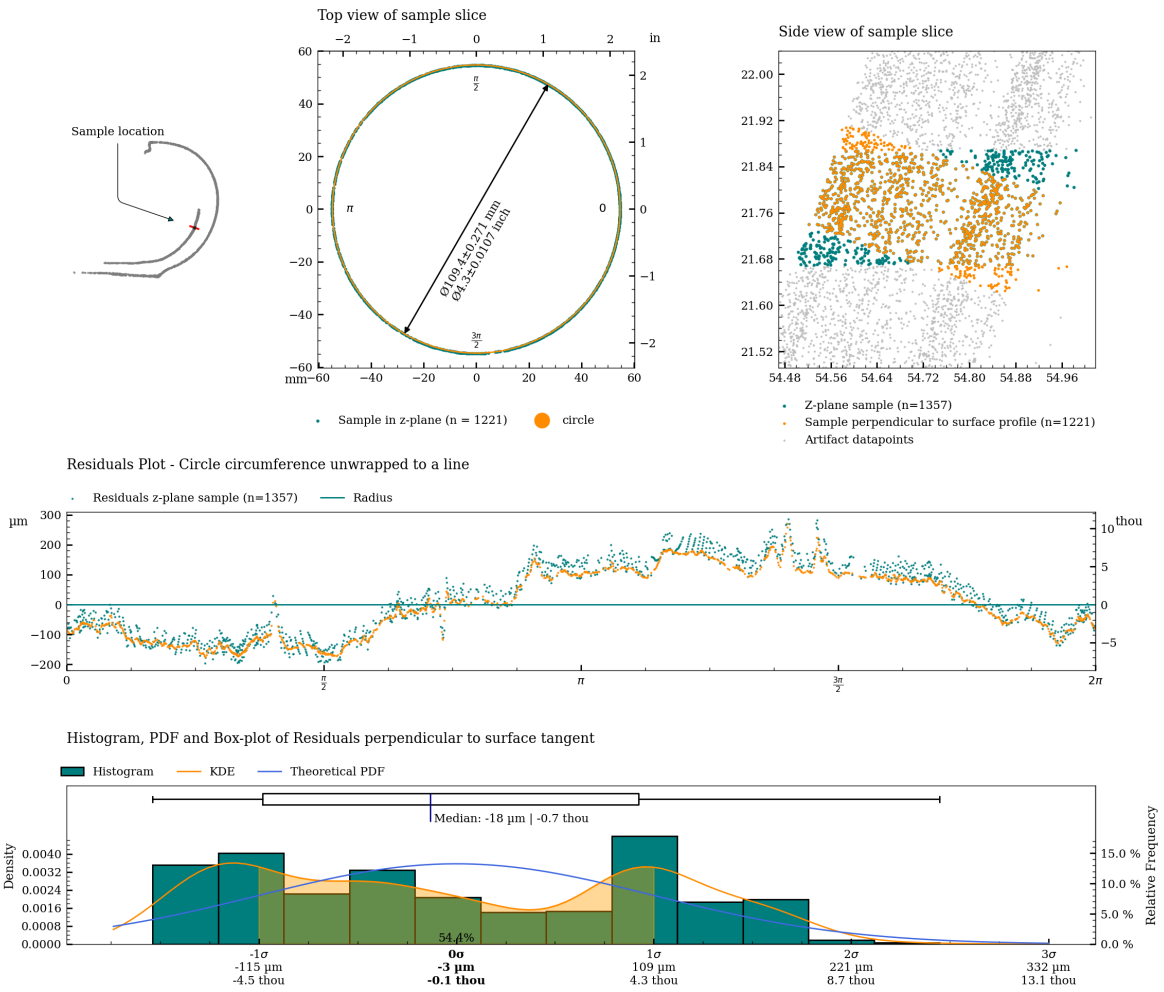 Top view of sample slice
−2 −1 0 1 2 in
60
40
20
0
−20
−40
−60
mm
−60 −40 −20 0 20 40 60
2
1
0
−1
−2
π/2
π
0
3π/2
Ø109.4±0.271 mm
Ø4.3±0.0107 inch
Sample in z-plane (n = 1221)
circle
Sample location
Side view of sample slice
22.00
21.92
21.84
21.76
21.68
21.60
21.52
54.48 54.56 54.64 54.72 54.80 54.88 54.96
Z-plane sample (n=1357)
Sample perpendicular to surface profile (n=1221)
Artifact datapoints
Residuals Plot - Circle circumference unwrapped to a line
Residuals z-plane sample (n=1357)
Radius
µm
300
200
100
0
−100
−200
thou
10
5
0
−5
0 π/2 π 3π/2 2π
Histogram, PDF and Box-plot of Residuals perpendicular to surface tangent
Histogram
KDE
Theoretical PDF
Median: -18 µm | -0.7 thou
Density
0.0040
0.0032
0.0024
0.0016
0.0008
0.0000
Relative Frequency
15.0 %
10.0 %
5.0 %
0.0 %
54.4%
-1σ 0σ 1σ 2σ 3σ
-115 µm -3 µm 109 µm 221 µm 332 µm
-4.5 thou -0.1 thou 4.3 thou 8.7 thou 13.1 thou